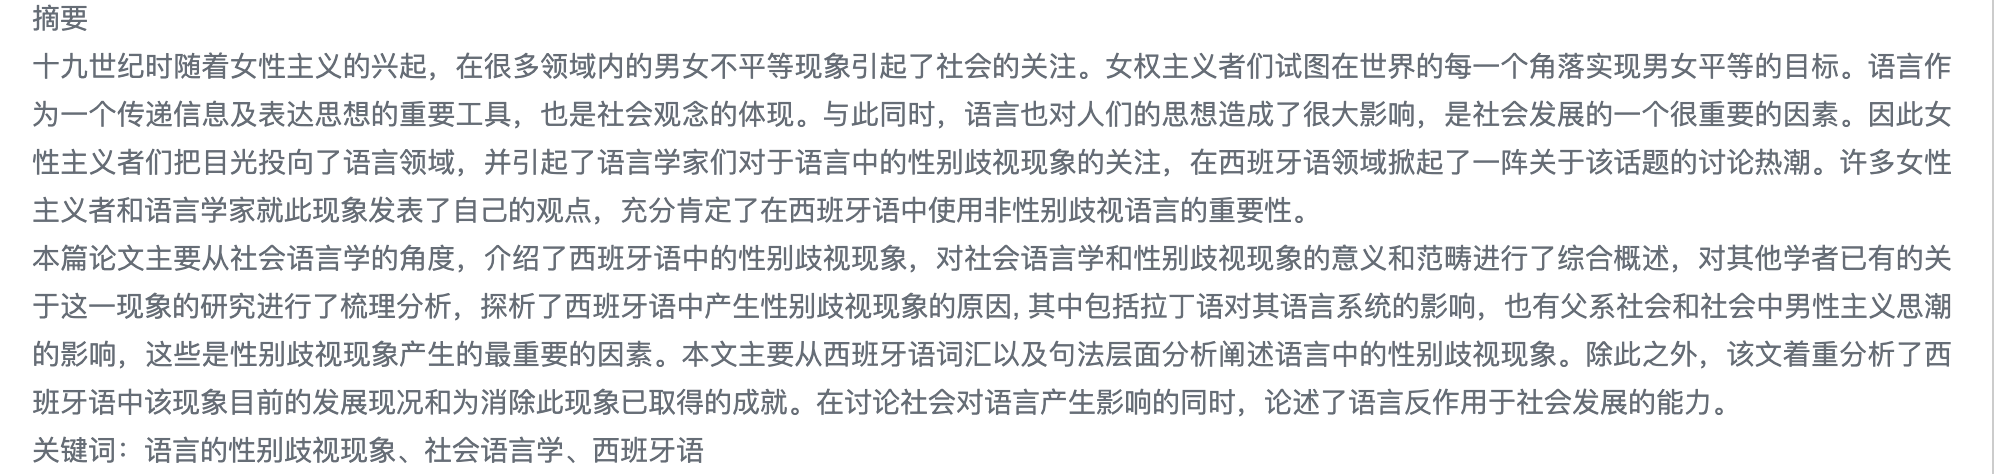 摘要
十九世纪时随着女性主义的兴起，在很多领域内的男女不平等现象引起了社会的关注。女权主义者们试图在世界的每一个角落实现男女平等的目标。语言作
为一个传递信息及表达思想的重要工具，也是社会观念的体现。与此同时，语言也对人们的思想造成了很大影响，是社会发展的一个很重要的因素。因此女
性主义者们把目光投向了语言领域，并引起了语言学家们对于语言中的性别歧视现象的关注，在西班牙语领域掀起了一阵关于该话题的讨论热潮。许多女性
主义者和语言学家就此现象发表了自己的观点，充分肯定了在西班牙语中使用非性别歧视语言的重要性。
本篇论文主要从社会语言学的角度，介绍了西班牙语中的性别歧视现象，对社会语言学和性别歧视现象的意义和范畴进行了综合概述，对其他学者已有的关
于这一现象的研究进行了梳理分析，探析了西班牙语中产生性别歧视现象的原因, 其中包括拉丁语对其语言系统的影响，也有父系社会和社会中男性主义思潮
的影响，这些是性别歧视现象产生的最重要的因素。本文主要从西班牙语词汇以及句法层面分析阐述语言中的性别歧视现象。除此之外，该文着重分析了西
班牙语中该现象目前的发展现况和为消除此现象已取得的成就。在讨论社会对语言产生影响的同时，论述了语言反作用于社会发展的能力。
关键词：语言的性别歧视现象、社会语言学、西班牙语